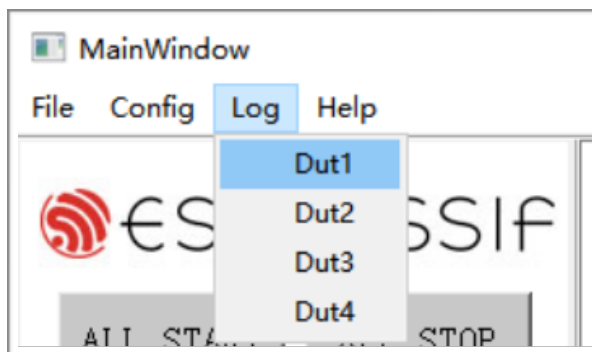 MainWindow
File Config Log Help
Dut1
Dut2
Dut3
Dut4
ALL STOP